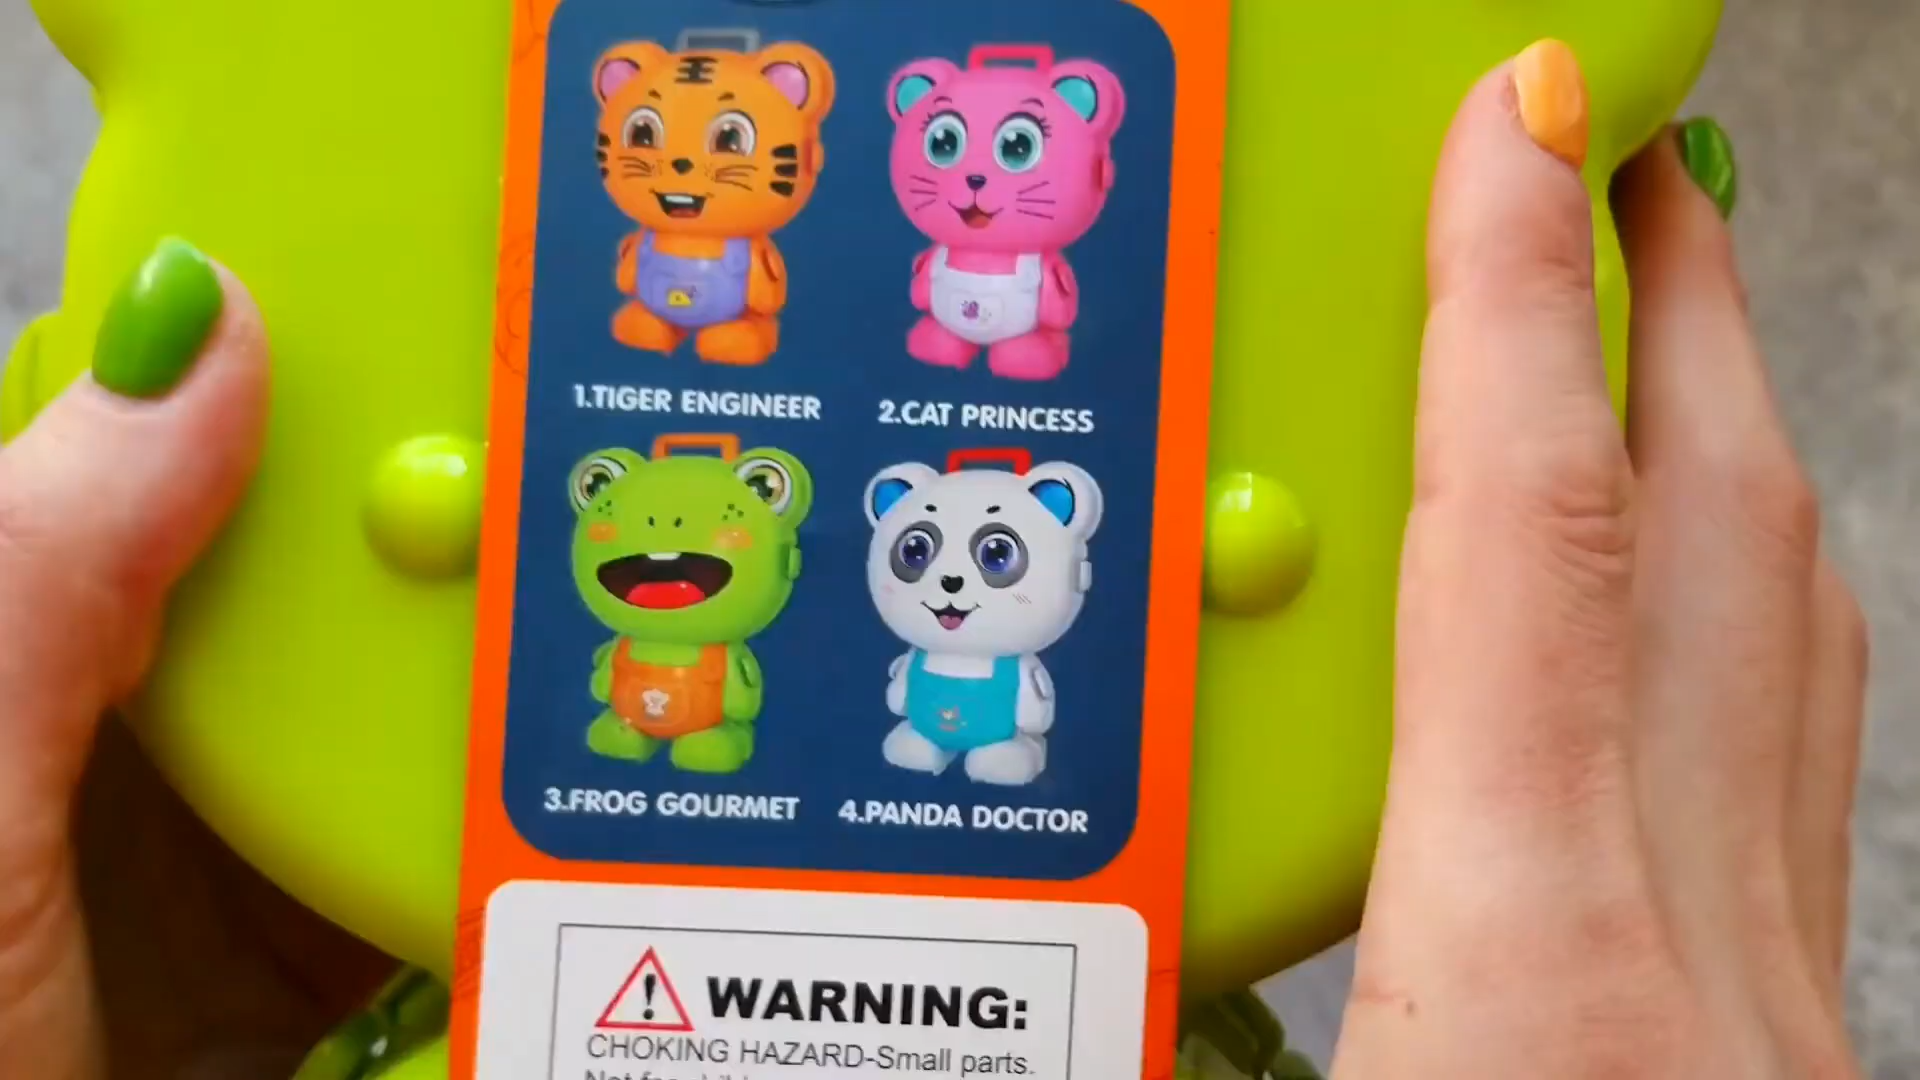 1.TIGER ENGINEER
2.CAT PRINCESS
3.FROG GOURMET
4.PANDA DOCTOR
WARNING:
CHOKING HAZARD-Small parts.